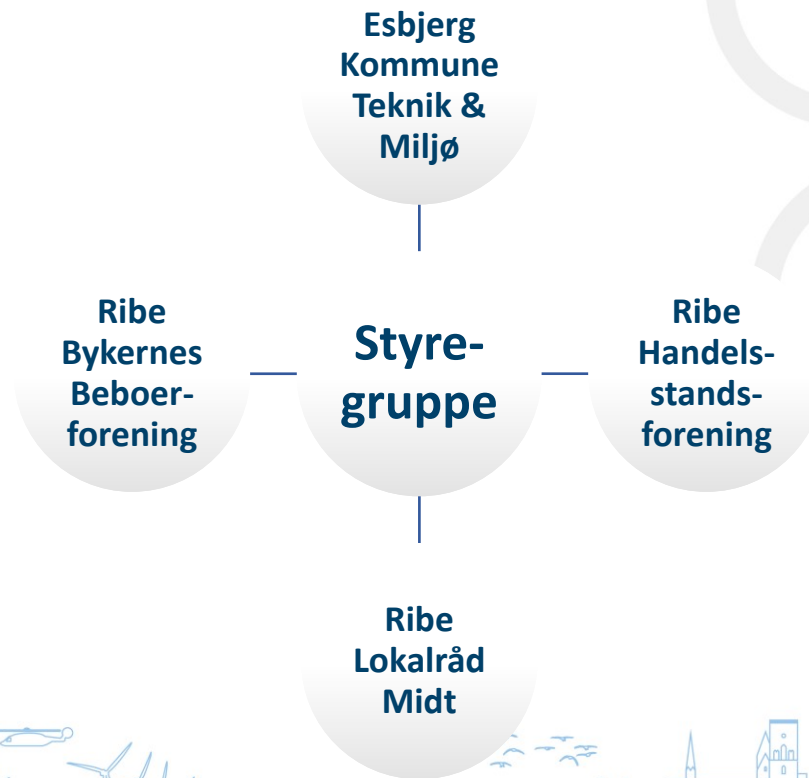 Esbjerg
Kommune
Teknik &
Miljø
Ribe
Bykernes
Beboer-
forening
Styre-
gruppe
Ribe
Handels-
stands-
forening
Ribe
Lokalråd
Midt